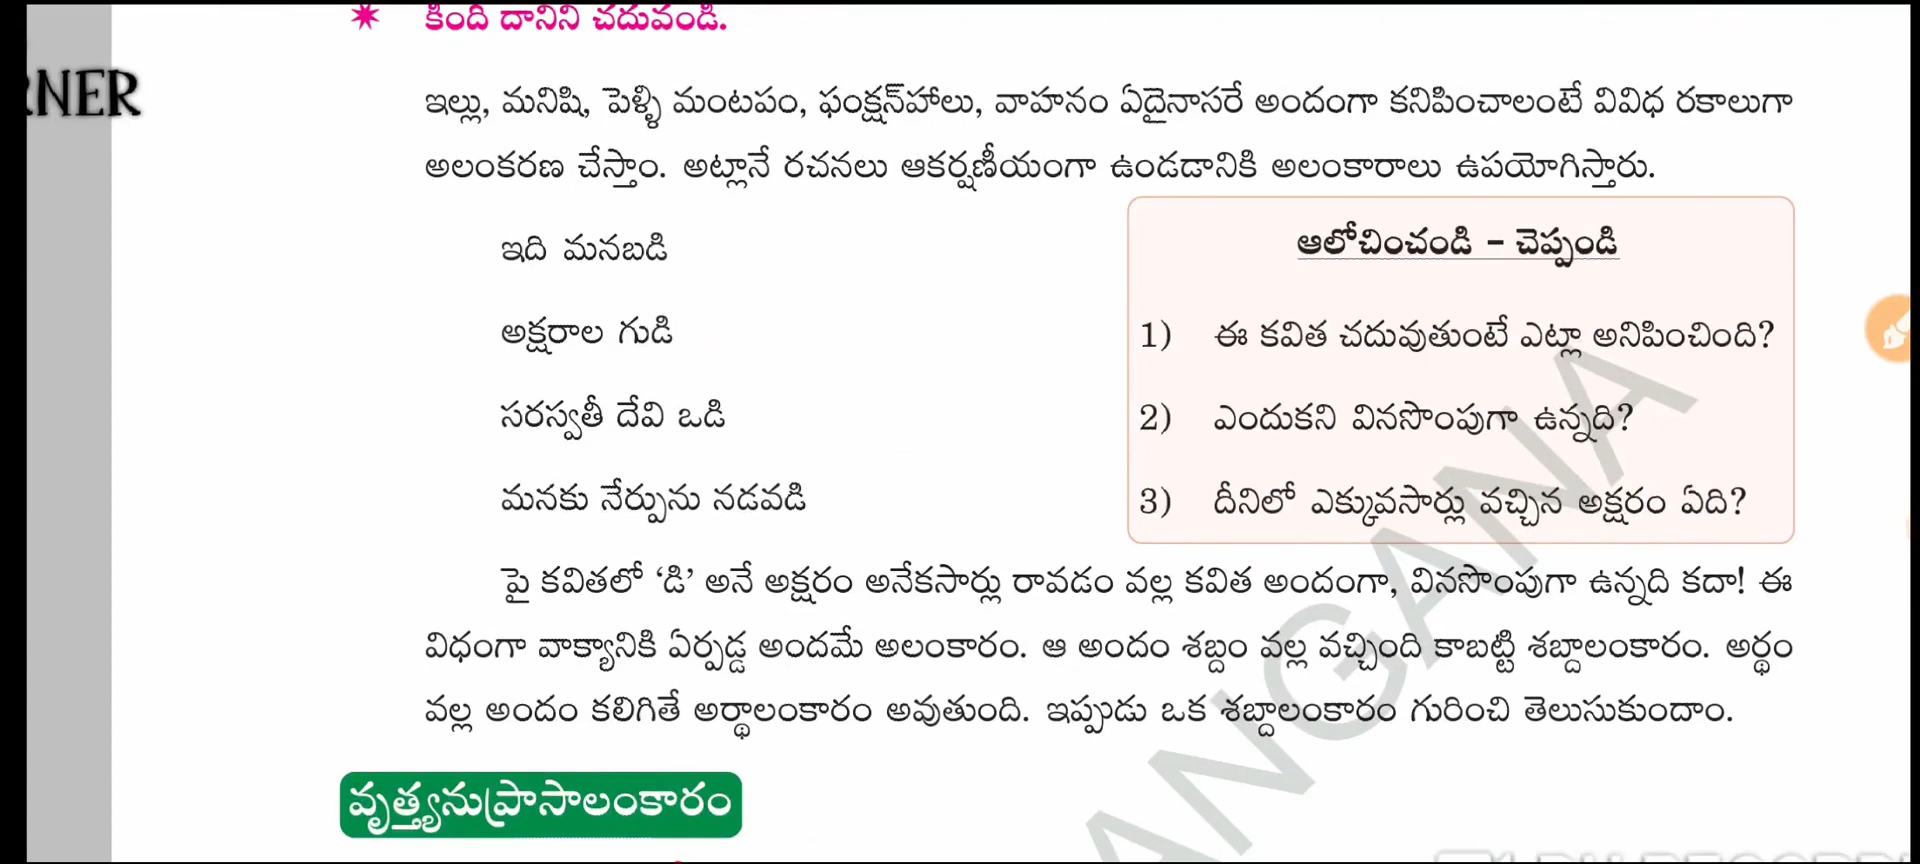 కింది దానిని చదువండి.
RNER
ఇల్లు, మనిషి, పెళ్ళి మంటపం, ఫంక్షన్‌హాలు, వాహనం ఏదైనాసరే అందంగా కనిపించాలంటే వివిధ రకాలుగా
అలంకరణ చేస్తాం. అట్లానే రచనలు ఆకర్షణీయంగా ఉండడానికి అలంకారాలు ఉపయోగిస్తారు.
ఇది మనబడి
అక్షరాల గుడి
సరస్వతీ దేవి ఒడి
మనకు నేర్పును నడవడి
ఆలోచించండి – చెప్పండి
1) ఈ కవిత చదువుతుంటే ఎట్లా అనిపించింది?
2) ఎందుకని వినసొంపుగా ఉన్నది?
3) దీనిలో ఎక్కువసార్లు వచ్చిన అక్షరం ఏది?
పై కవితలో ‘డి’ అనే అక్షరం అనేకసార్లు రావడం వల్ల కవిత అందంగా, వినసొంపుగా ఉన్నది కదా! ఈ
విధంగా వాక్యానికి ఏర్పడ్డ అందమే అలంకారం. ఆ అందం శబ్దం వల్ల వచ్చింది కాబట్టి శబ్దాలంకారం. అర్థం
వల్ల అందం కలిగితే అర్థాలంకారం అవుతుంది. ఇప్పుడు ఒక శబ్దాలంకారం గురించి తెలుసుకుందాం.
వృత్త్యనుప్రాసాలంకారం
ANGANA